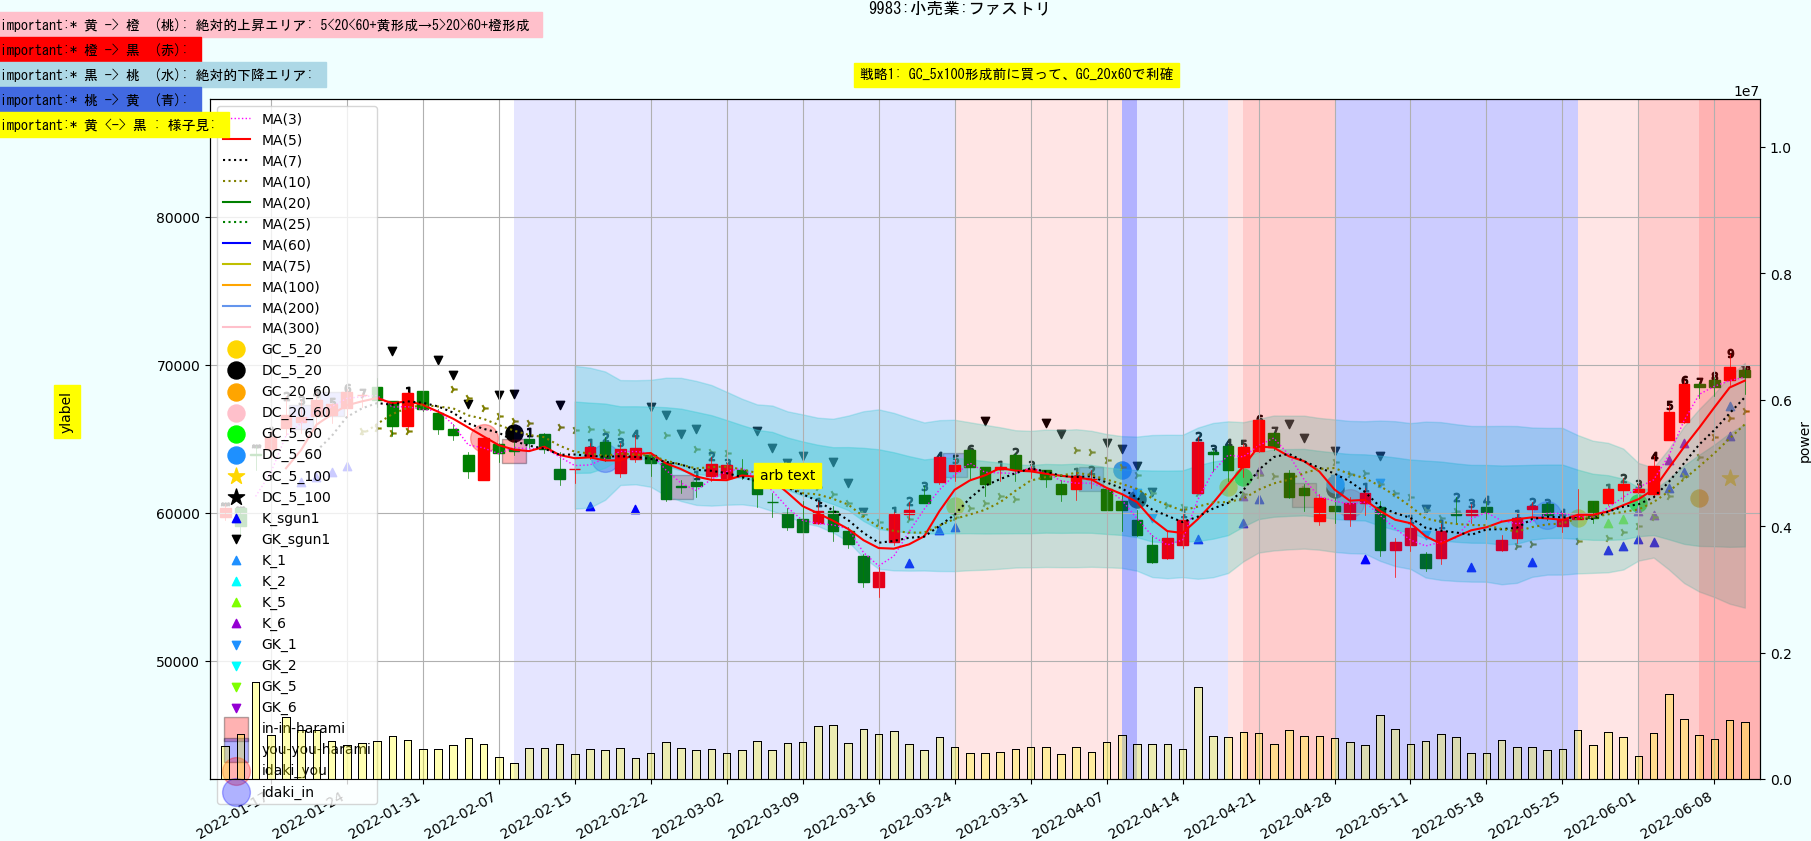 9983:小売業:ファストリ
important:* 黄 -> 橙 (桃): 絶対的上昇エリア: 5<20<60+黄形成→5>20>60+橙形成
important:* 橙 -> 黒 (赤):
important:* 黒 -> 桃 (水): 絶対的下降エリア:
戦略1: GC_5x100形成前に買って、GC_20x60で利確
important:* 桃 -> 黄 (青):
important:* 黄 <-> 黒 : 様子見:
1e7
MA(3)
MA(5)
MA(7)
MA(10)
MA(20)
MA(25)
MA(60)
MA(75)
MA(100)
MA(200)
MA(300)
GC_5_20
DC_5_20
GC_20_60
DC_20_60
GC_5_60
DC_5_60
GC_5_100
DC_5_100
K_sgun1
GK_sgun1
K_1
K_2
K_5
K_6
GK_1
GK_2
GK_5
GK_6
in-in-harami
you-you-harami
idaki_you
idaki_in
80000
70000
60000
50000
ylabel
arb text
1.0
0.8
0.6
0.4
0.2
0.0
power
2022-01-17
2022-01-24
2022-01-31
2022-02-07
2022-02-15
2022-02-22
2022-03-02
2022-03-09
2022-03-16
2022-03-24
2022-03-31
2022-04-07
2022-04-14
2022-04-21
2022-04-28
2022-05-11
2022-05-18
2022-05-25
2022-06-01
2022-06-08